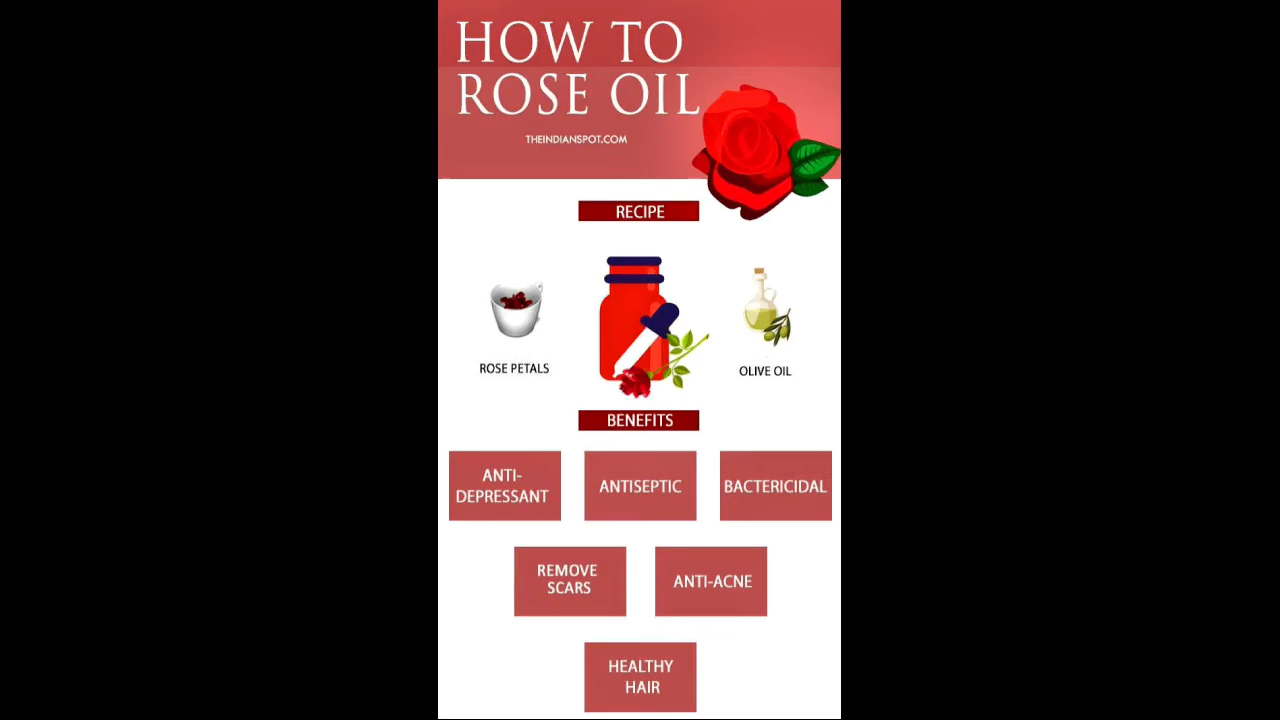 HOW TO
ROSE OIL
THEINDIANSPOT.COM
RECIPE
ROSE PETALS
OLIVE OIL
BENEFITS
ANTI-
DEPRESSANT
ANTISEPTIC
BACTERICIDAL
REMOVE
SCARS
ANTI-ACNE
HEALTHY
HAIR